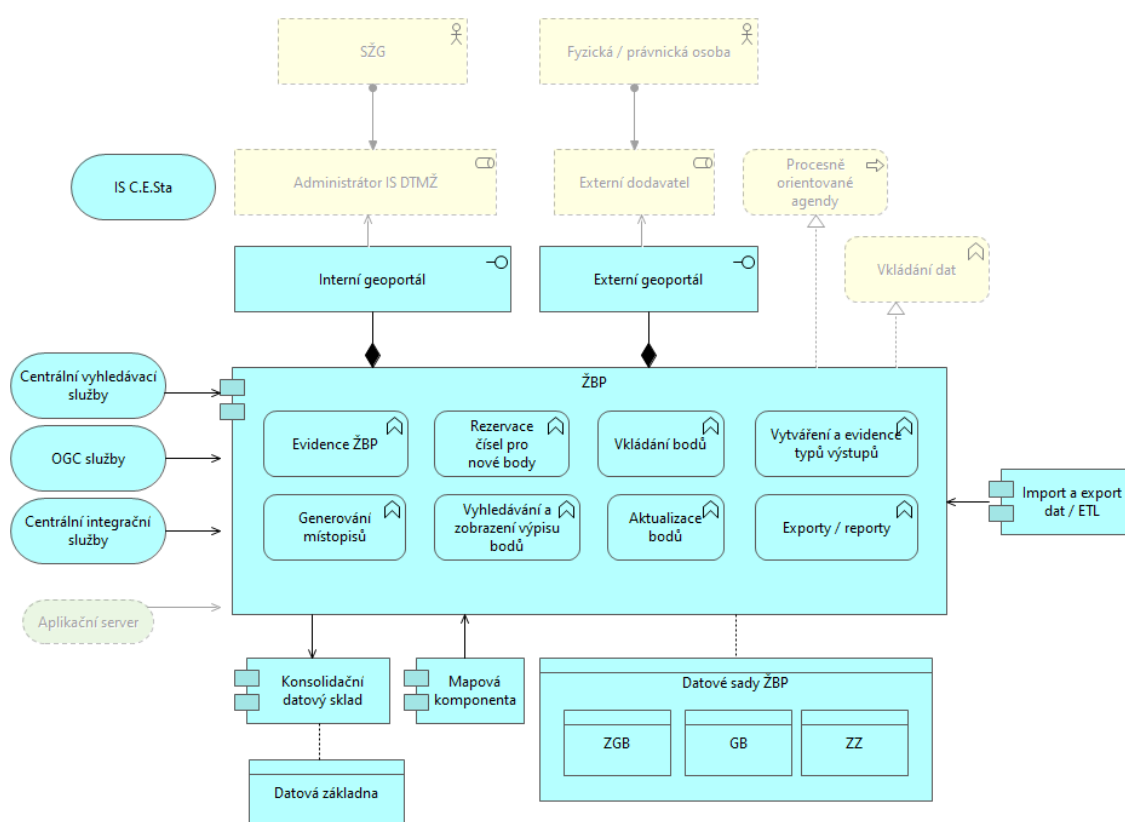 SŽG
Fyzická / právnická osoba
IS C.E.Sta
Administrátor IS DTMŽ
Externí dodavatel
Procesně
orientované
agendy
Vkládání dat
Interní geoportál
Externí geoportál
Centrální vyhledávací
služby
OGC služby
Centrální integrační
služby
Aplikační server
ŽBP
Evidence ŽBP
Rezervace
čísel pro
nové body
Vkládání bodů
Vytváření a evidence
typů výstupů
Generování
místopisů
Vyhledávání a
zobrazení výpisu
bodů
Aktualizace
bodů
Exporty / reporty
Import a export
dat / ETL
Konsolidační
datový sklad
Mapová
komponenta
Datové sady ŽBP
ZGB
GB
ZZ
Datová základna